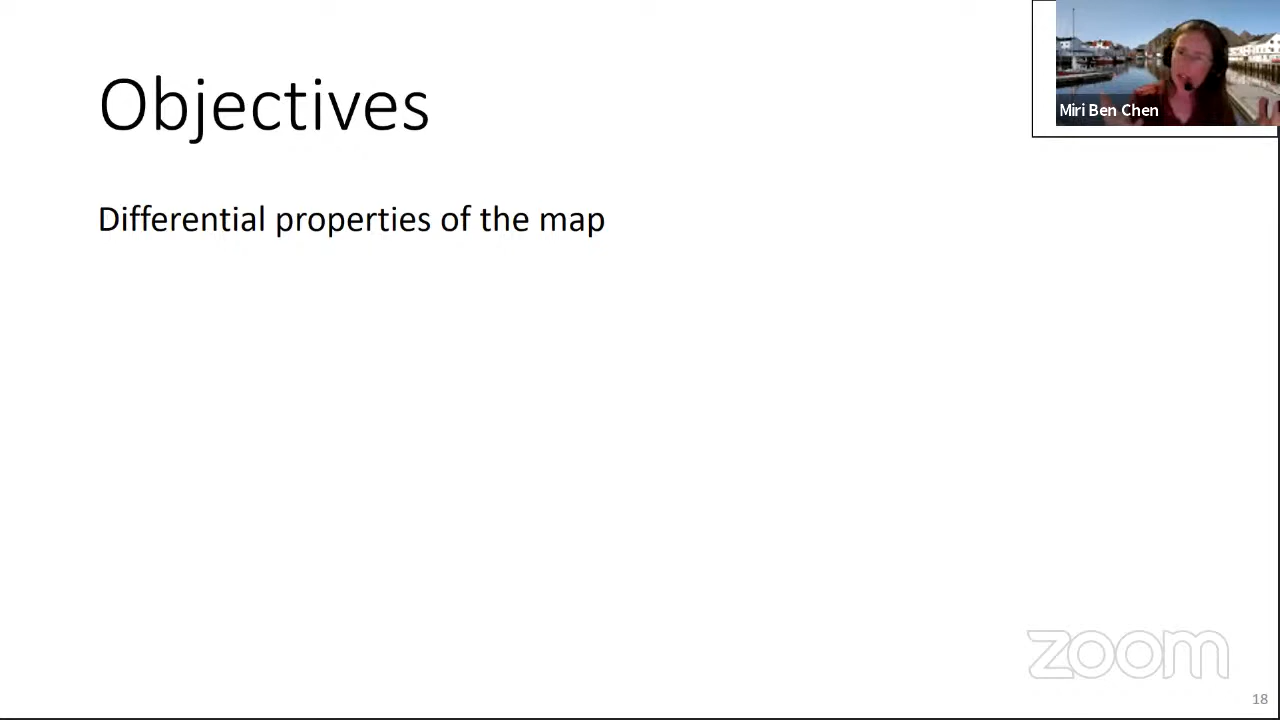 Objectives
Miri Ben Chen
Differential properties of the map
zoom
18